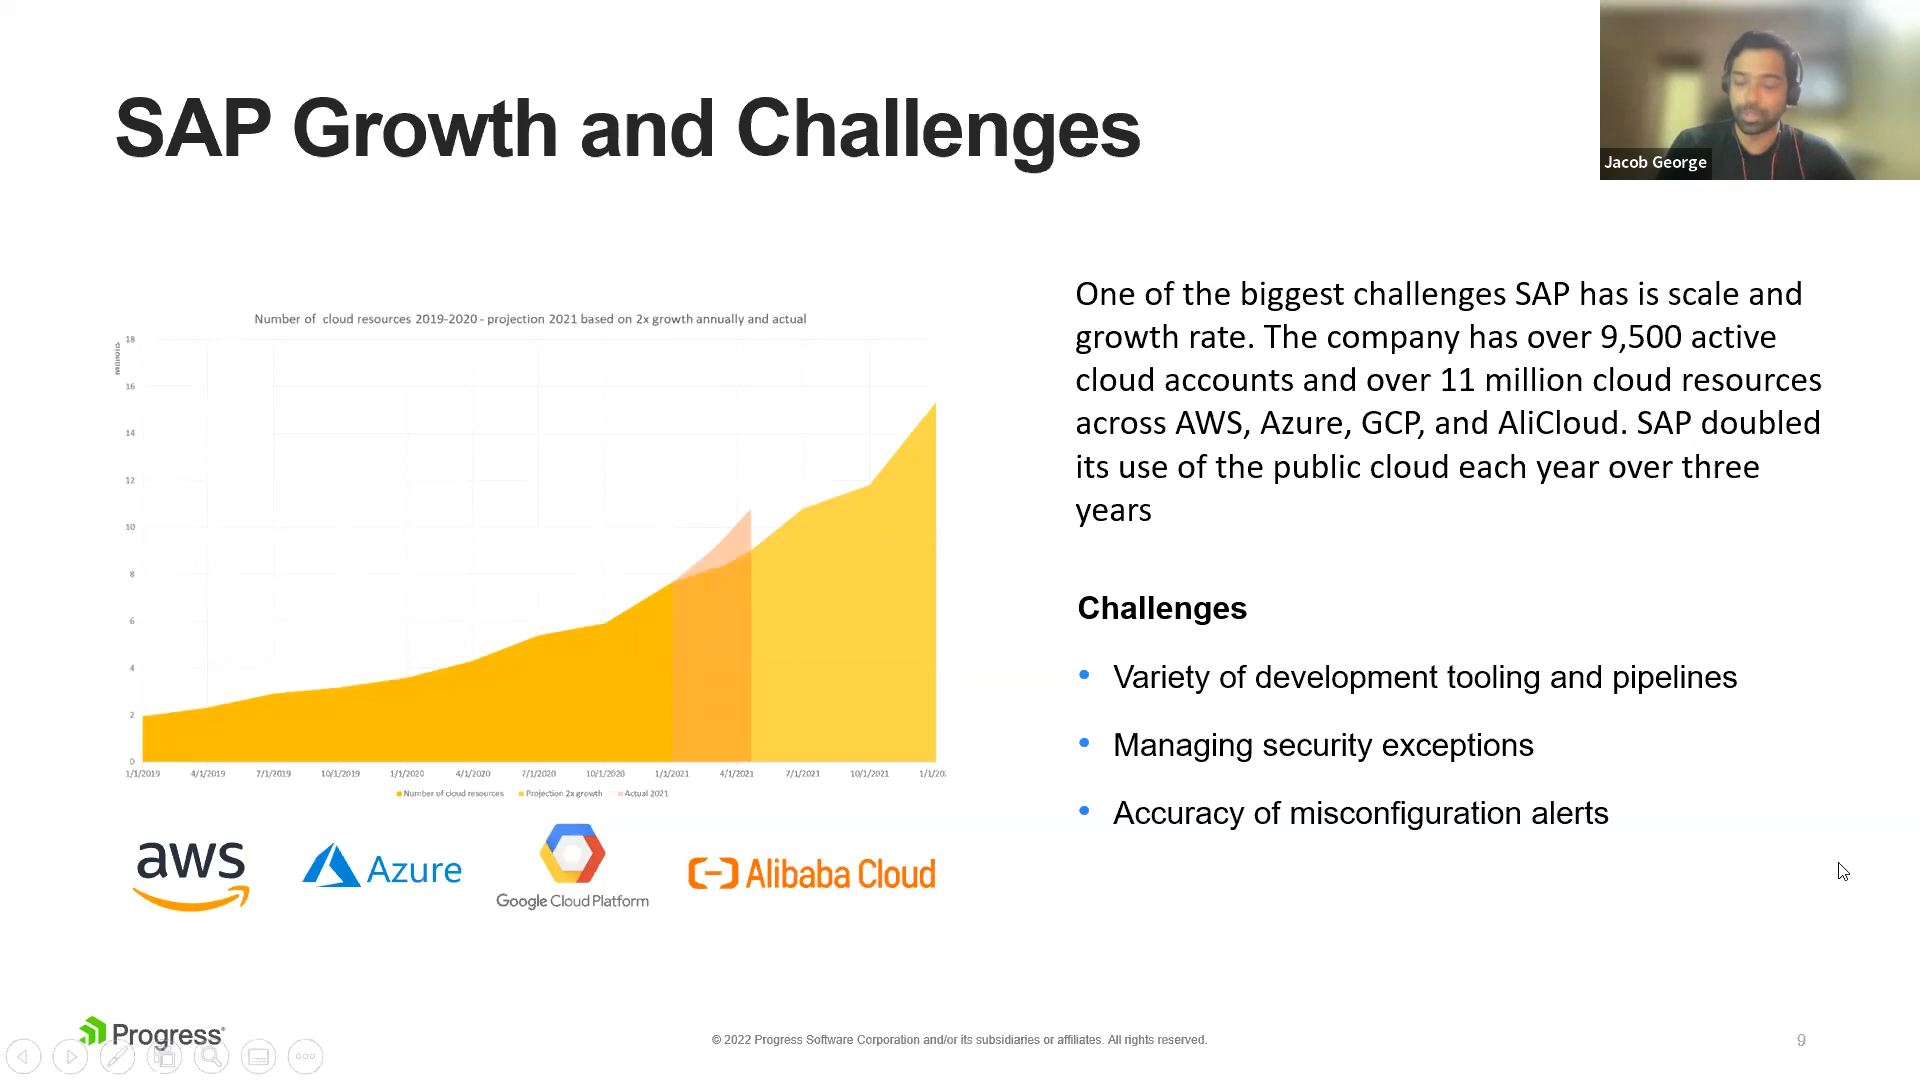 SAP Growth and Challenges
Jacob George
Number of cloud resources 2019-2020 - projection 2021 based on 2x growth annually and actual
18
16
14
12
10
8
6
4
2
0
1/1/2019 4/1/2019 7/1/2019 10/1/2019 1/1/2020 4/1/2020 7/1/2020 10/1/2020 1/1/2021 4/1/2021 7/1/2021 10/1/2021 1/1/20
Number of cloud resources Projection 2x growth Actual 2021
aws
Azure
Google Cloud Platform
Alibaba Cloud
One of the biggest challenges SAP has is scale and
growth rate. The company has over 9,500 active
cloud accounts and over 11 million cloud resources
across AWS, Azure, GCP, and AliCloud. SAP doubled
its use of the public cloud each year over three
years
Challenges
• Variety of development tooling and pipelines
• Managing security exceptions
• Accuracy of misconfiguration alerts
Progress
© 2022 Progress Software Corporation and/or its subsidiaries or affiliates. All rights reserved.
9